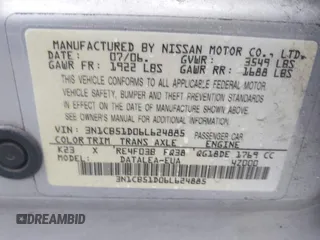 MANUFACTURED BY NISSAN MOTOR CO., LTD.
07/06. GVWR: 3549 LBS
GAWR FR: 1922 LBS GAWR RR: 1688 LBS
THIS VEHICLE CONFORMS TO ALL APPLICABLE FEDERAL MOTOR
VEHICLE SAFETY, BUMPER AND THEFT PREVENTION STANDARDS
IN EFFECT ON THE DATE OF MANUFACTURE SHOWN ABOVE.
SEE OWNER'S MANUAL FOR ADDITIONAL INFORMATION
VIN: 3N1CB51D06L624885 PASSENGER CAR
COLOR TRIM TRANS AXLE ENGINE
K23 X RE4F03B FQ38 QG18DE 1769 CC
MODEL: DATALEA-EUA 42000
3N1CB51D06L624885